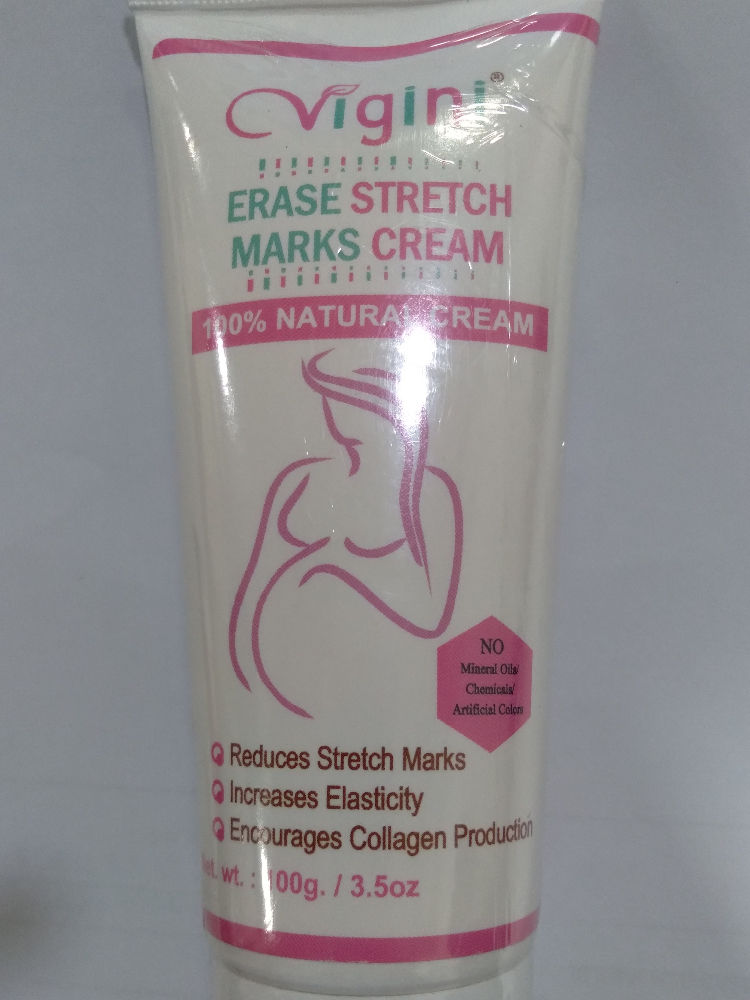 Vigini®
ERASE STRETCH
MARKS CREAM
100% NATURAL CREAM
NO
Mineral Oils/
Chemicals/
Artificial Colors
Reduces Stretch Marks
Increases Elasticity
Encourages Collagen Production
Net. wt. : 100g. / 3.5oz